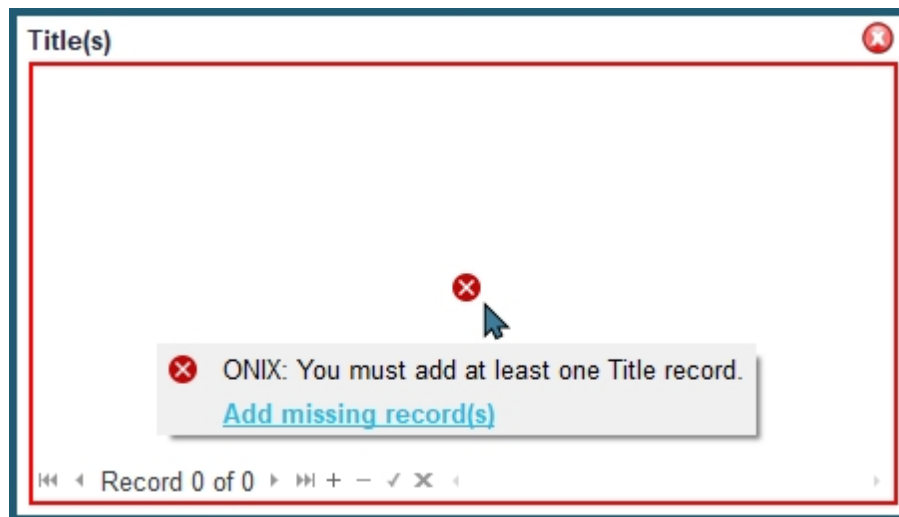 Title(s)
ONIX: You must add at least one Title record.
Add missing record(s)
Record 0 of 0